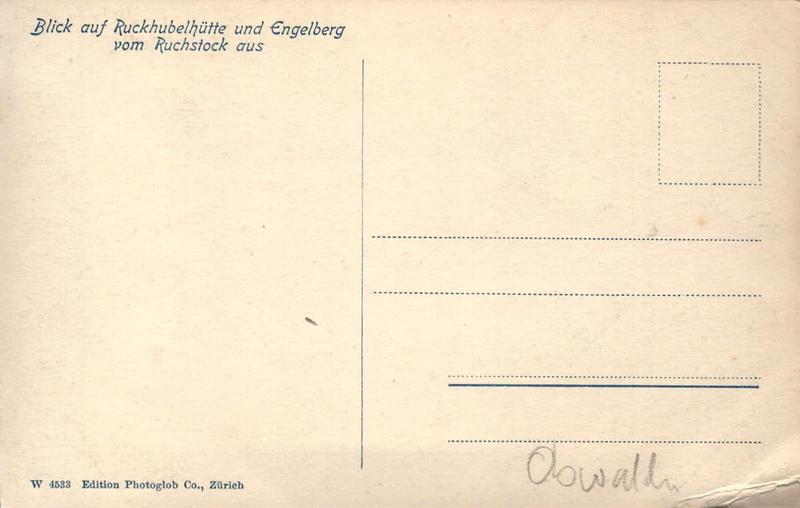 Blick auf Ruckhubelhütte und Engelberg
vom Ruchstock aus
W 4533 Edition Photoglob Co., Zürich